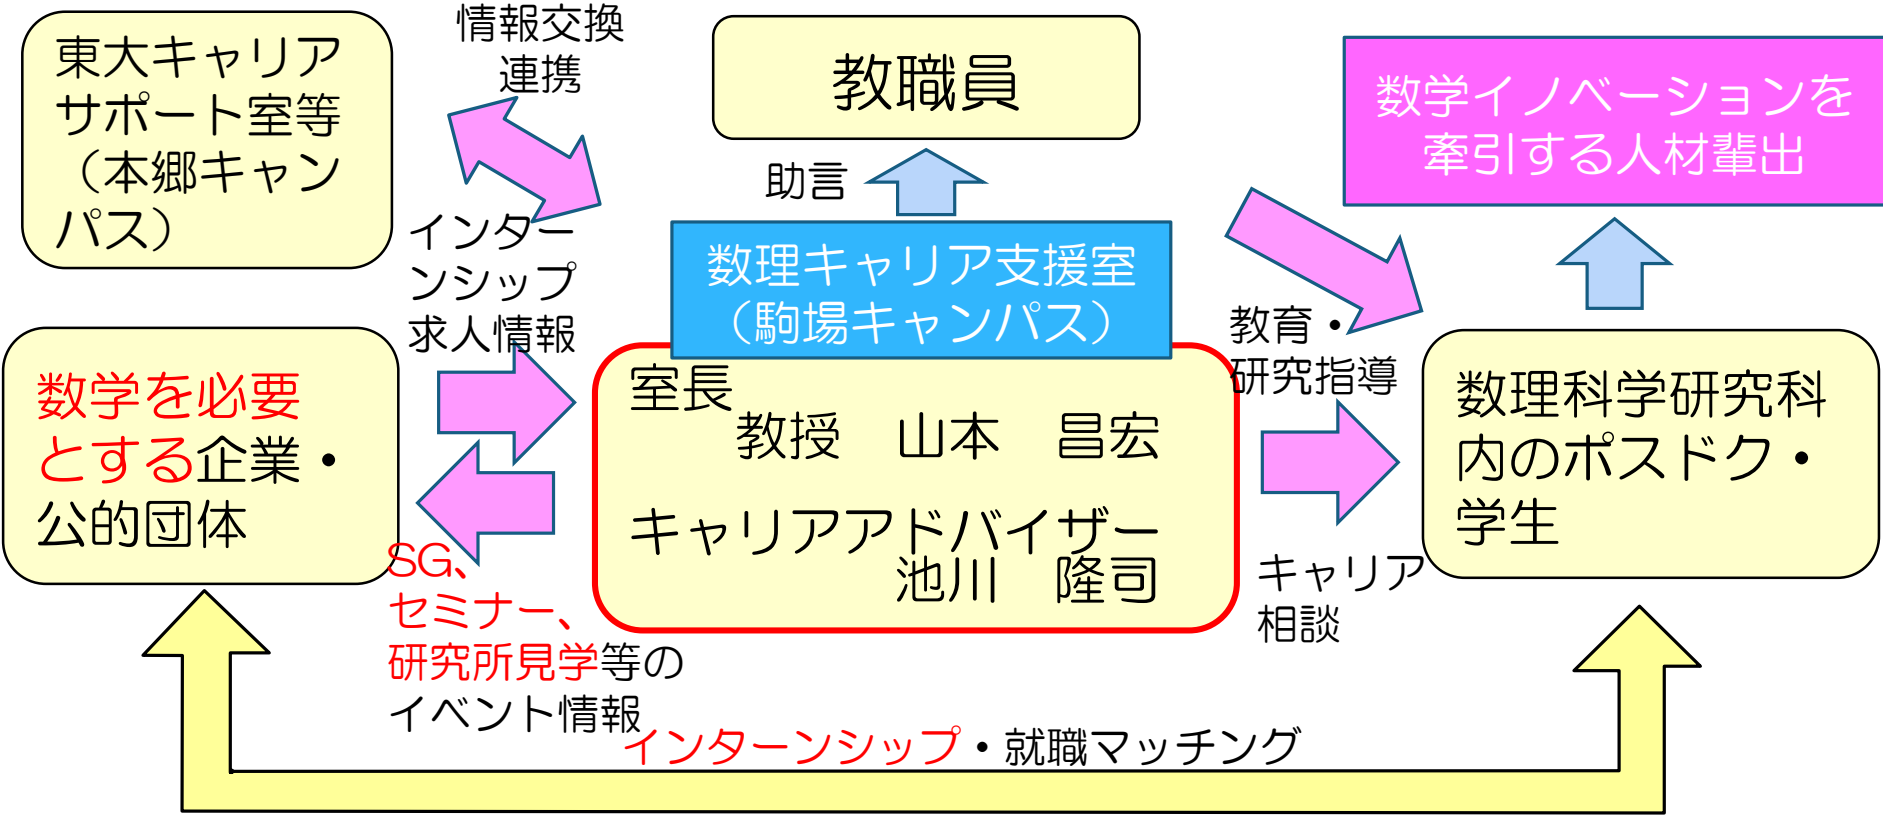 東大キャリア
サポート室等
（本郷キャン
パス）
情報交換
連携
教職員
数学イノベーションを
牽引する人材輩出
助言
インター
ンシップ
求人情報
数理キャリア支援室
（駒場キャンパス）
教育・
研究指導
数学を必要
とする企業・
公的団体
室長
教授　山本　昌宏
キャリアアドバイザー
池川　隆司
数理科学研究科
内のポスドク・
学生
SG、
セミナー、
研究所見学等の
イベント情報
キャリア
相談
インターンシップ・就職マッチング